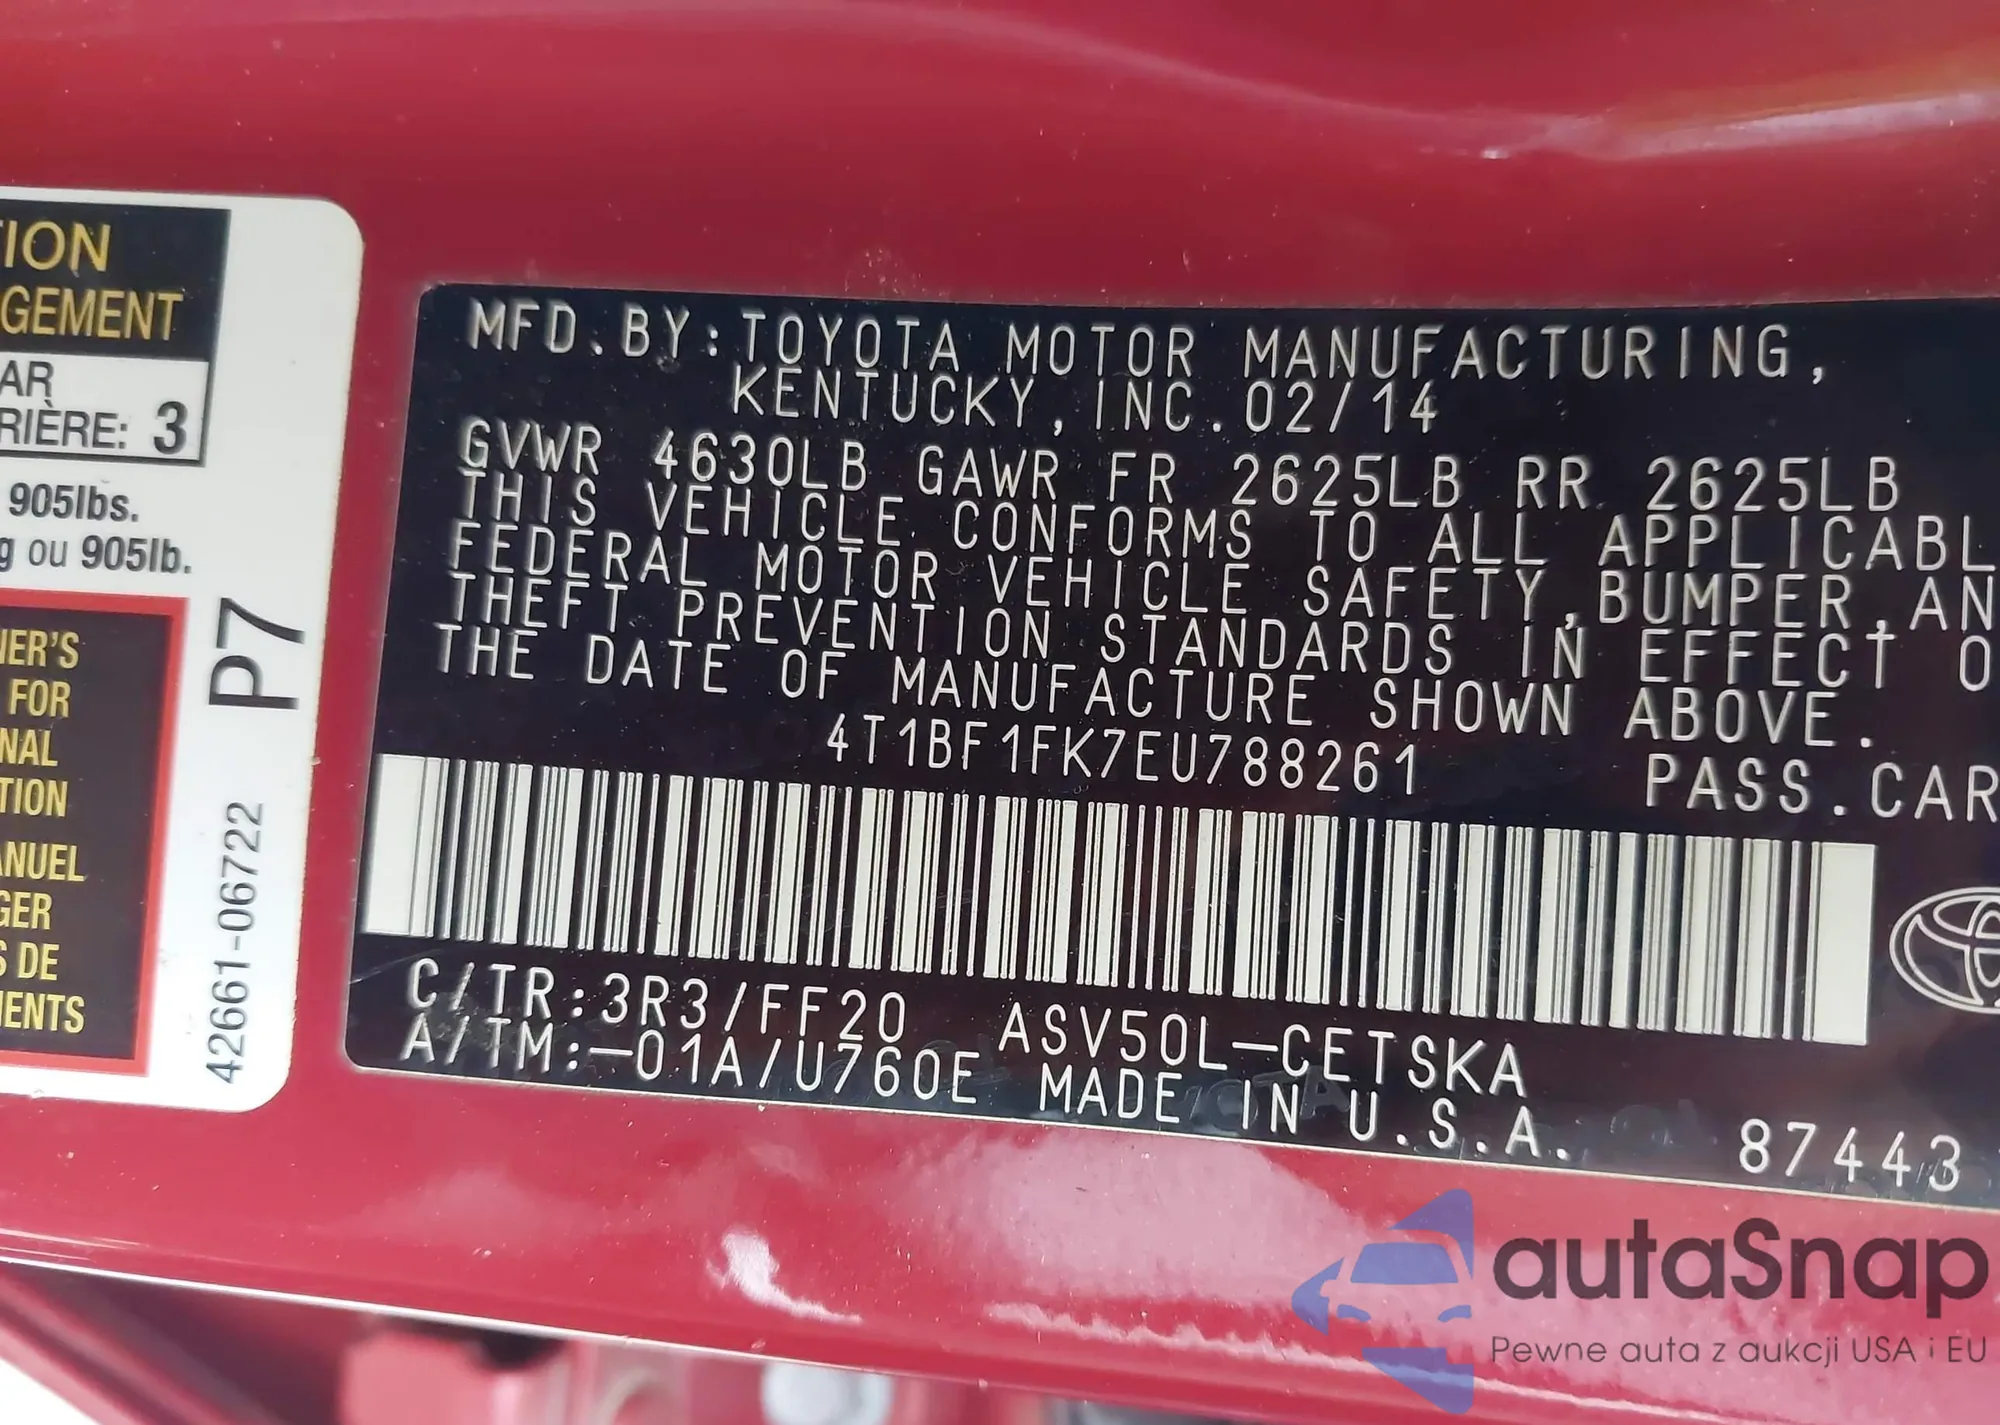 TION
GEMENT
AR
RIÈRE: 3
905lbs.
g ou 905lb.
NER'S
FOR
NAL
TION
ANUEL
GER
S DE
MENTS
P7
42661-06722
MFD.BY:TOYOTA MOTOR MANUFACTURING,
KENTUCKY,INC.02/14
GVWR 4630LB GAWR FR 2625LB RR 2625LB
THIS VEHICLE CONFORMS TO ALL APPLICABL
FEDERAL MOTOR VEHICLE SAFETY,BUMPER,AN
THEFT PREVENTION STANDARDS IN EFFECT O
THE DATE OF MANUFACTURE SHOWN ABOVE.
4T1BF1FK7EU788261 PASS.CAR
C/TR:3R3/FF20 ASV50L-CETSKA
A/TM:-01A/U760E MADE IN U.S.A.
87443
autaSnap
Pewne auta z aukcji USA i EU